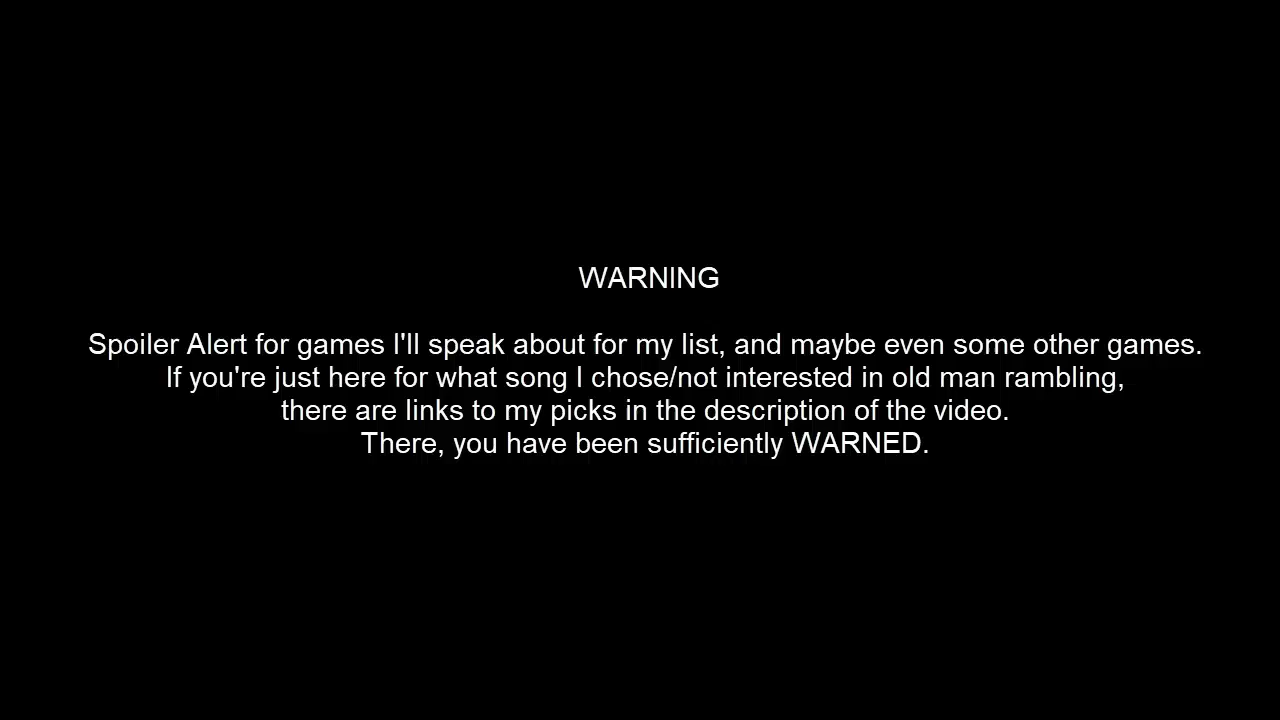 WARNING
Spoiler Alert for games I'll speak about for my list, and maybe even some other games.
If you're just here for what song I chose/not interested in old man rambling,
there are links to my picks in the description of the video.
There, you have been sufficiently WARNED.